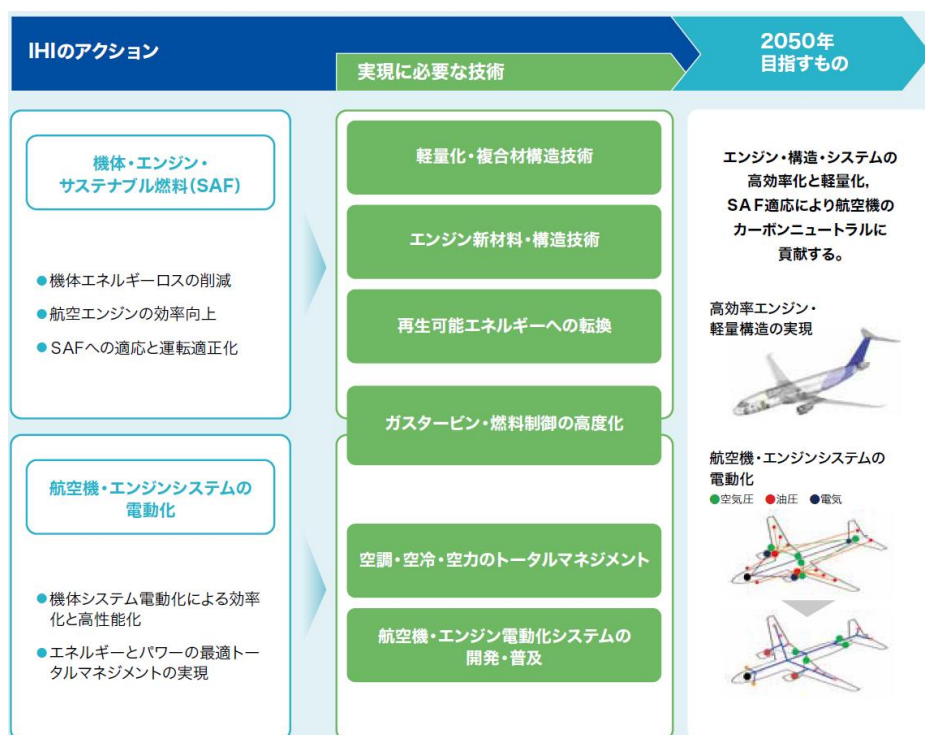 IHIのアクション
実現に必要な技術
2050年
目指すもの
機体・エンジン・
サステナブル燃料(SAF)
●機体エネルギーロスの削減
●航空エンジンの効率向上
●SAFへの適応と運転適正化
航空機・エンジンシステムの
電動化
●機体システム電動化による効率
化と高性能化
●エネルギーとパワーの最適トー
タルマネジメントの実現
軽量化・複合材構造技術
エンジン新材料・構造技術
再生可能エネルギーへの転換
ガスタービン・燃料制御の高度化
空調・空冷・空力のトータルマネジメント
航空機・エンジン電動化システムの
開発・普及
エンジン・構造・システムの
高効率化と軽量化,
SAF適応により航空機の
カーボンニュートラルに
貢献する。
高効率エンジン・
軽量構造の実現
航空機・エンジンシステムの
電動化
●空気圧 ●油圧 ●電気